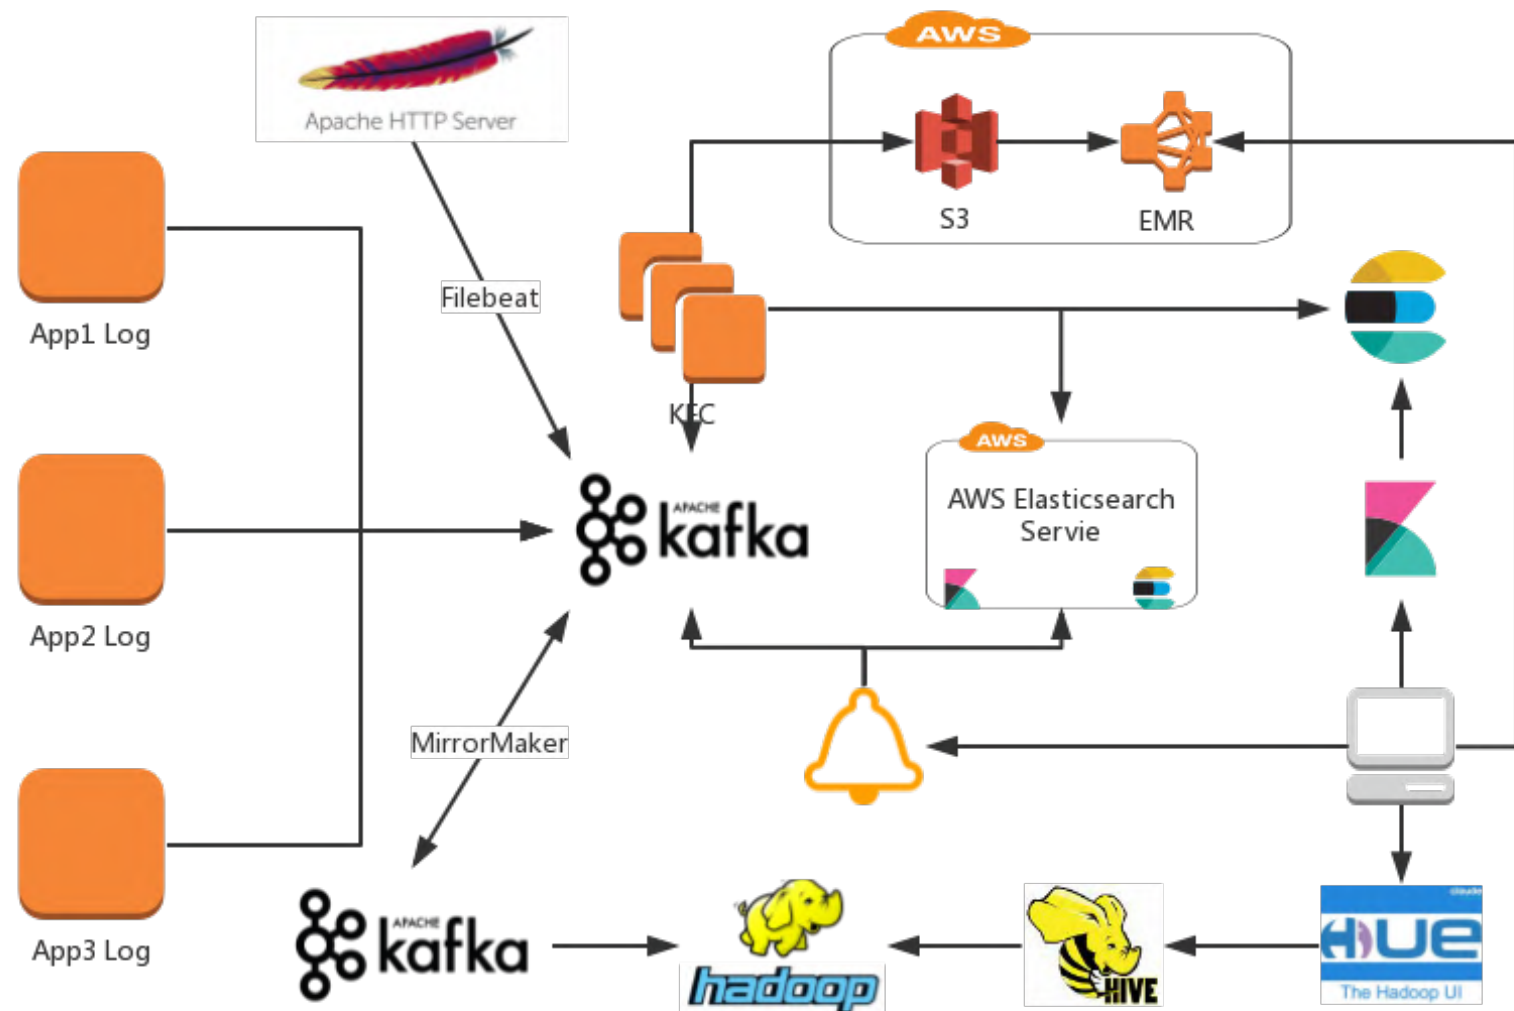 AWS
Apache HTTP Server
S3
EMR
Filebeat
App1 Log
KFC
AWS
AWS Elasticsearch
Servie
APACHE
kafka
App2 Log
MirrorMaker
APACHE
kafka
App3 Log
hadoop
HIVE
HUE
The Hadoop UI